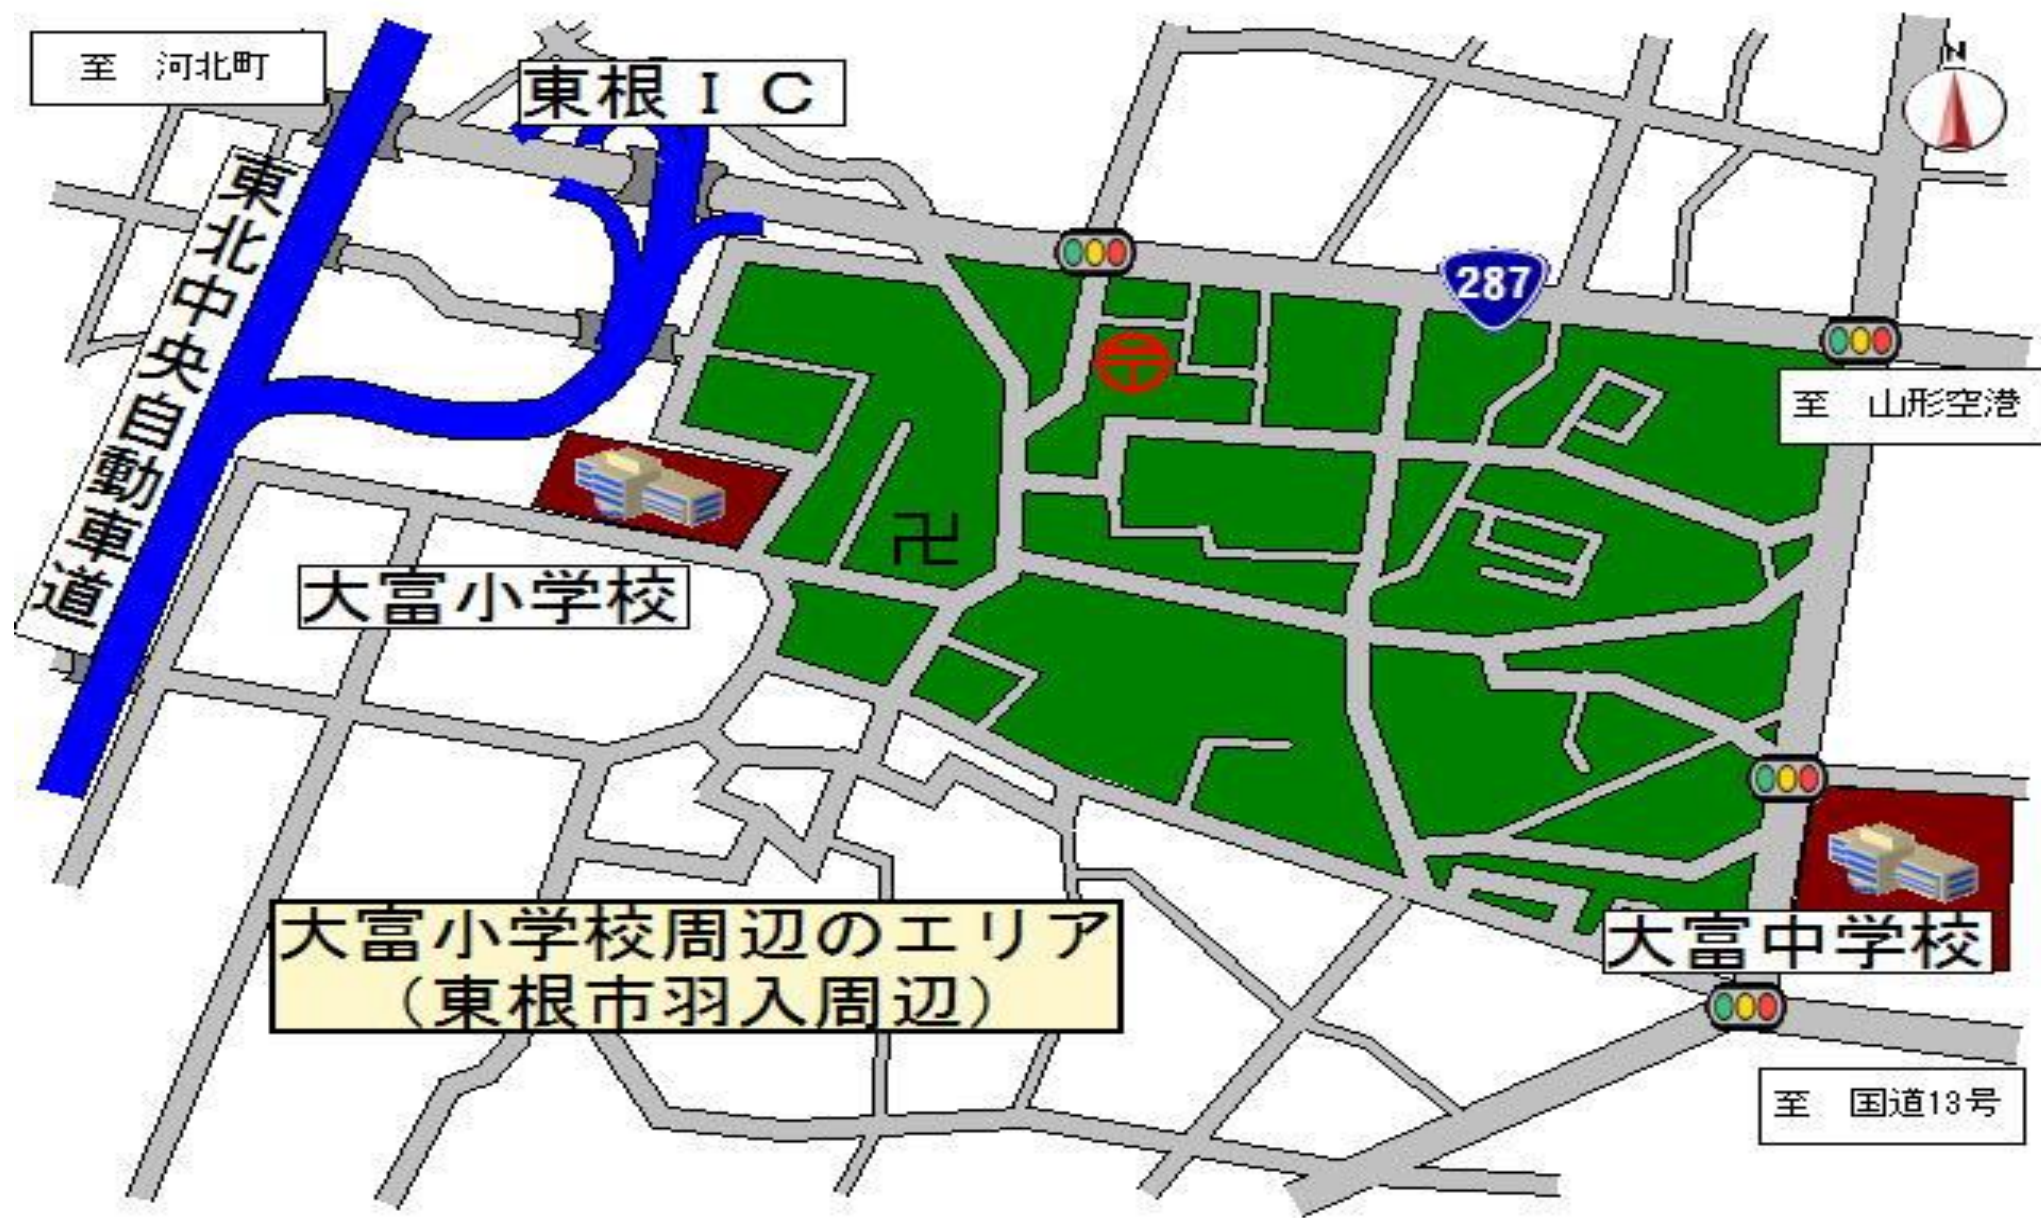 至　河北町
東根ＩＣ
N
東北中央自動車道
287
至　山形空港
卍
大富小学校
大富小学校周辺のエリア
（東根市羽入周辺）
大富中学校
至　国道13号